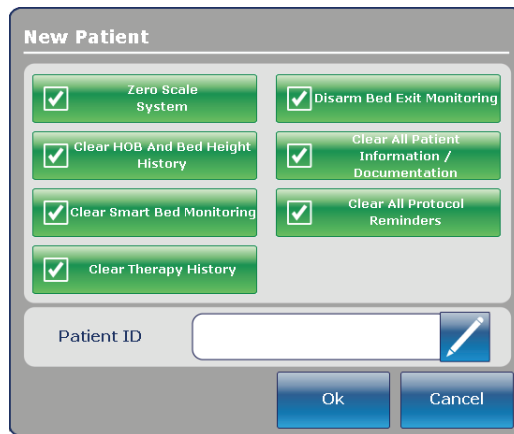 New Patient
Zero Scale
System
Disarm Bed Exit Monitoring
Clear HOB And Bed Height
History
Clear All Patient
Information /
Documentation
Clear Smart Bed Monitoring
Clear All Protocol
Reminders
Clear Therapy History
Patient ID
Ok
Cancel